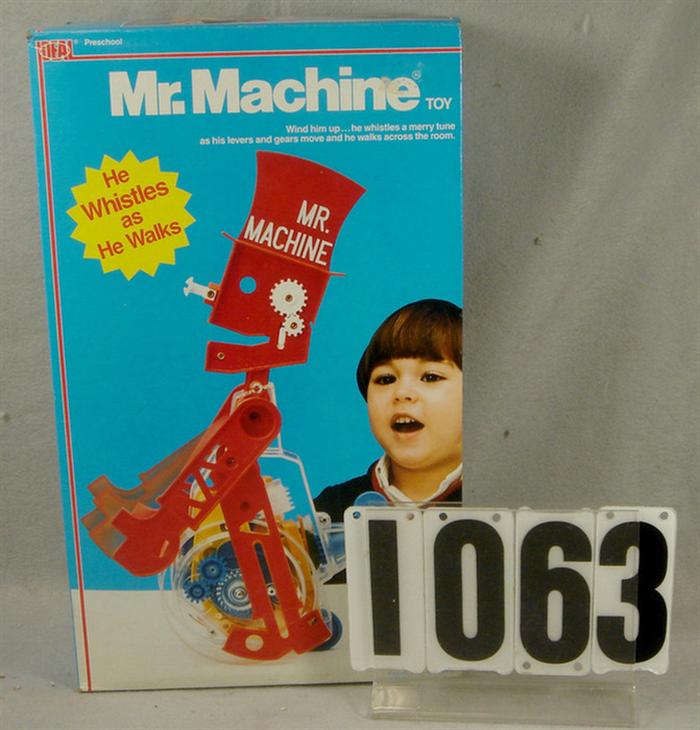 IDEAL® Preschool
Mr. Machine® TOY
Wind him up...he whistles a merry tune
as his levers and gears move and he walks across the room.
He
Whistles
as
He Walks
MR.
MACHINE
1063